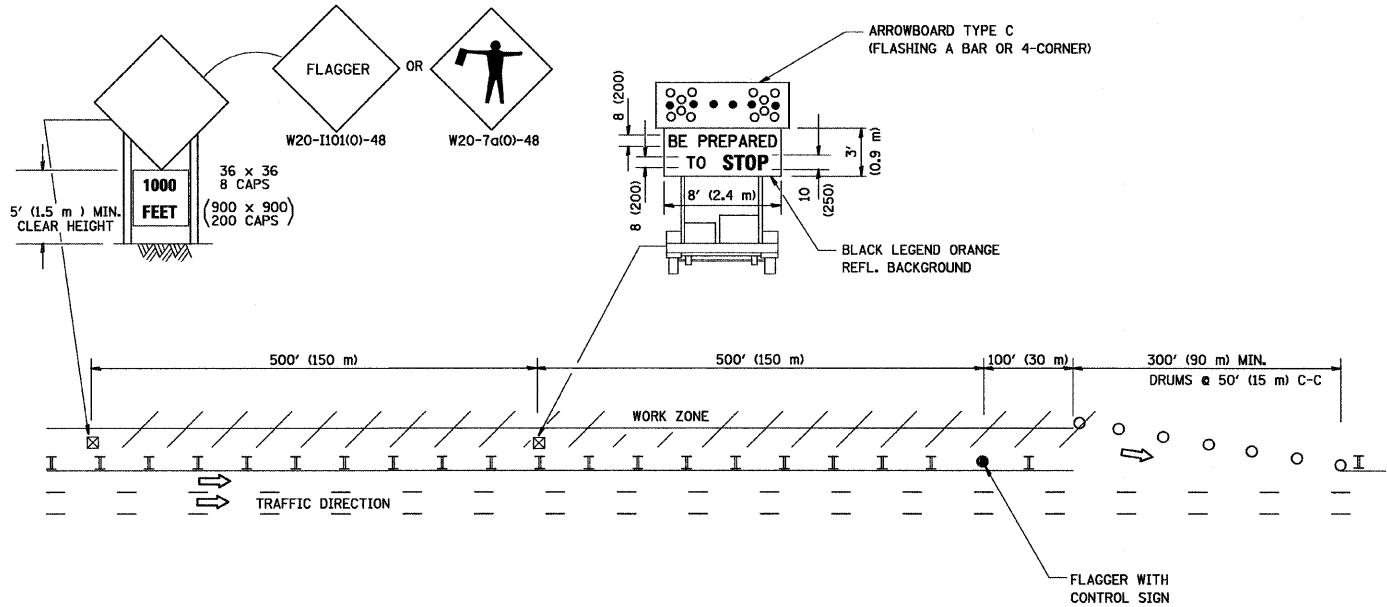 ARROWBOARD TYPE C
(FLASHING A BAR OR 4-CORNER)
FLAGGER
OR
W20-I101(O)-48
W20-7a(O)-48
8 (200)
BE PREPARED
TO STOP
3'
(0.9 m)
8 (200)
8' (2.4 m)
10
(250)
1000
FEET
36 x 36
8 CAPS
(900 x 900)
200 CAPS
5' (1.5 m ) MIN.
CLEAR HEIGHT
BLACK LEGEND ORANGE
REFL. BACKGROUND
500' (150 m)
500' (150 m)
100' (30 m)
300' (90 m) MIN.
DRUMS @ 50' (15 m) C-C
WORK ZONE
TRAFFIC DIRECTION
FLAGGER WITH
CONTROL SIGN